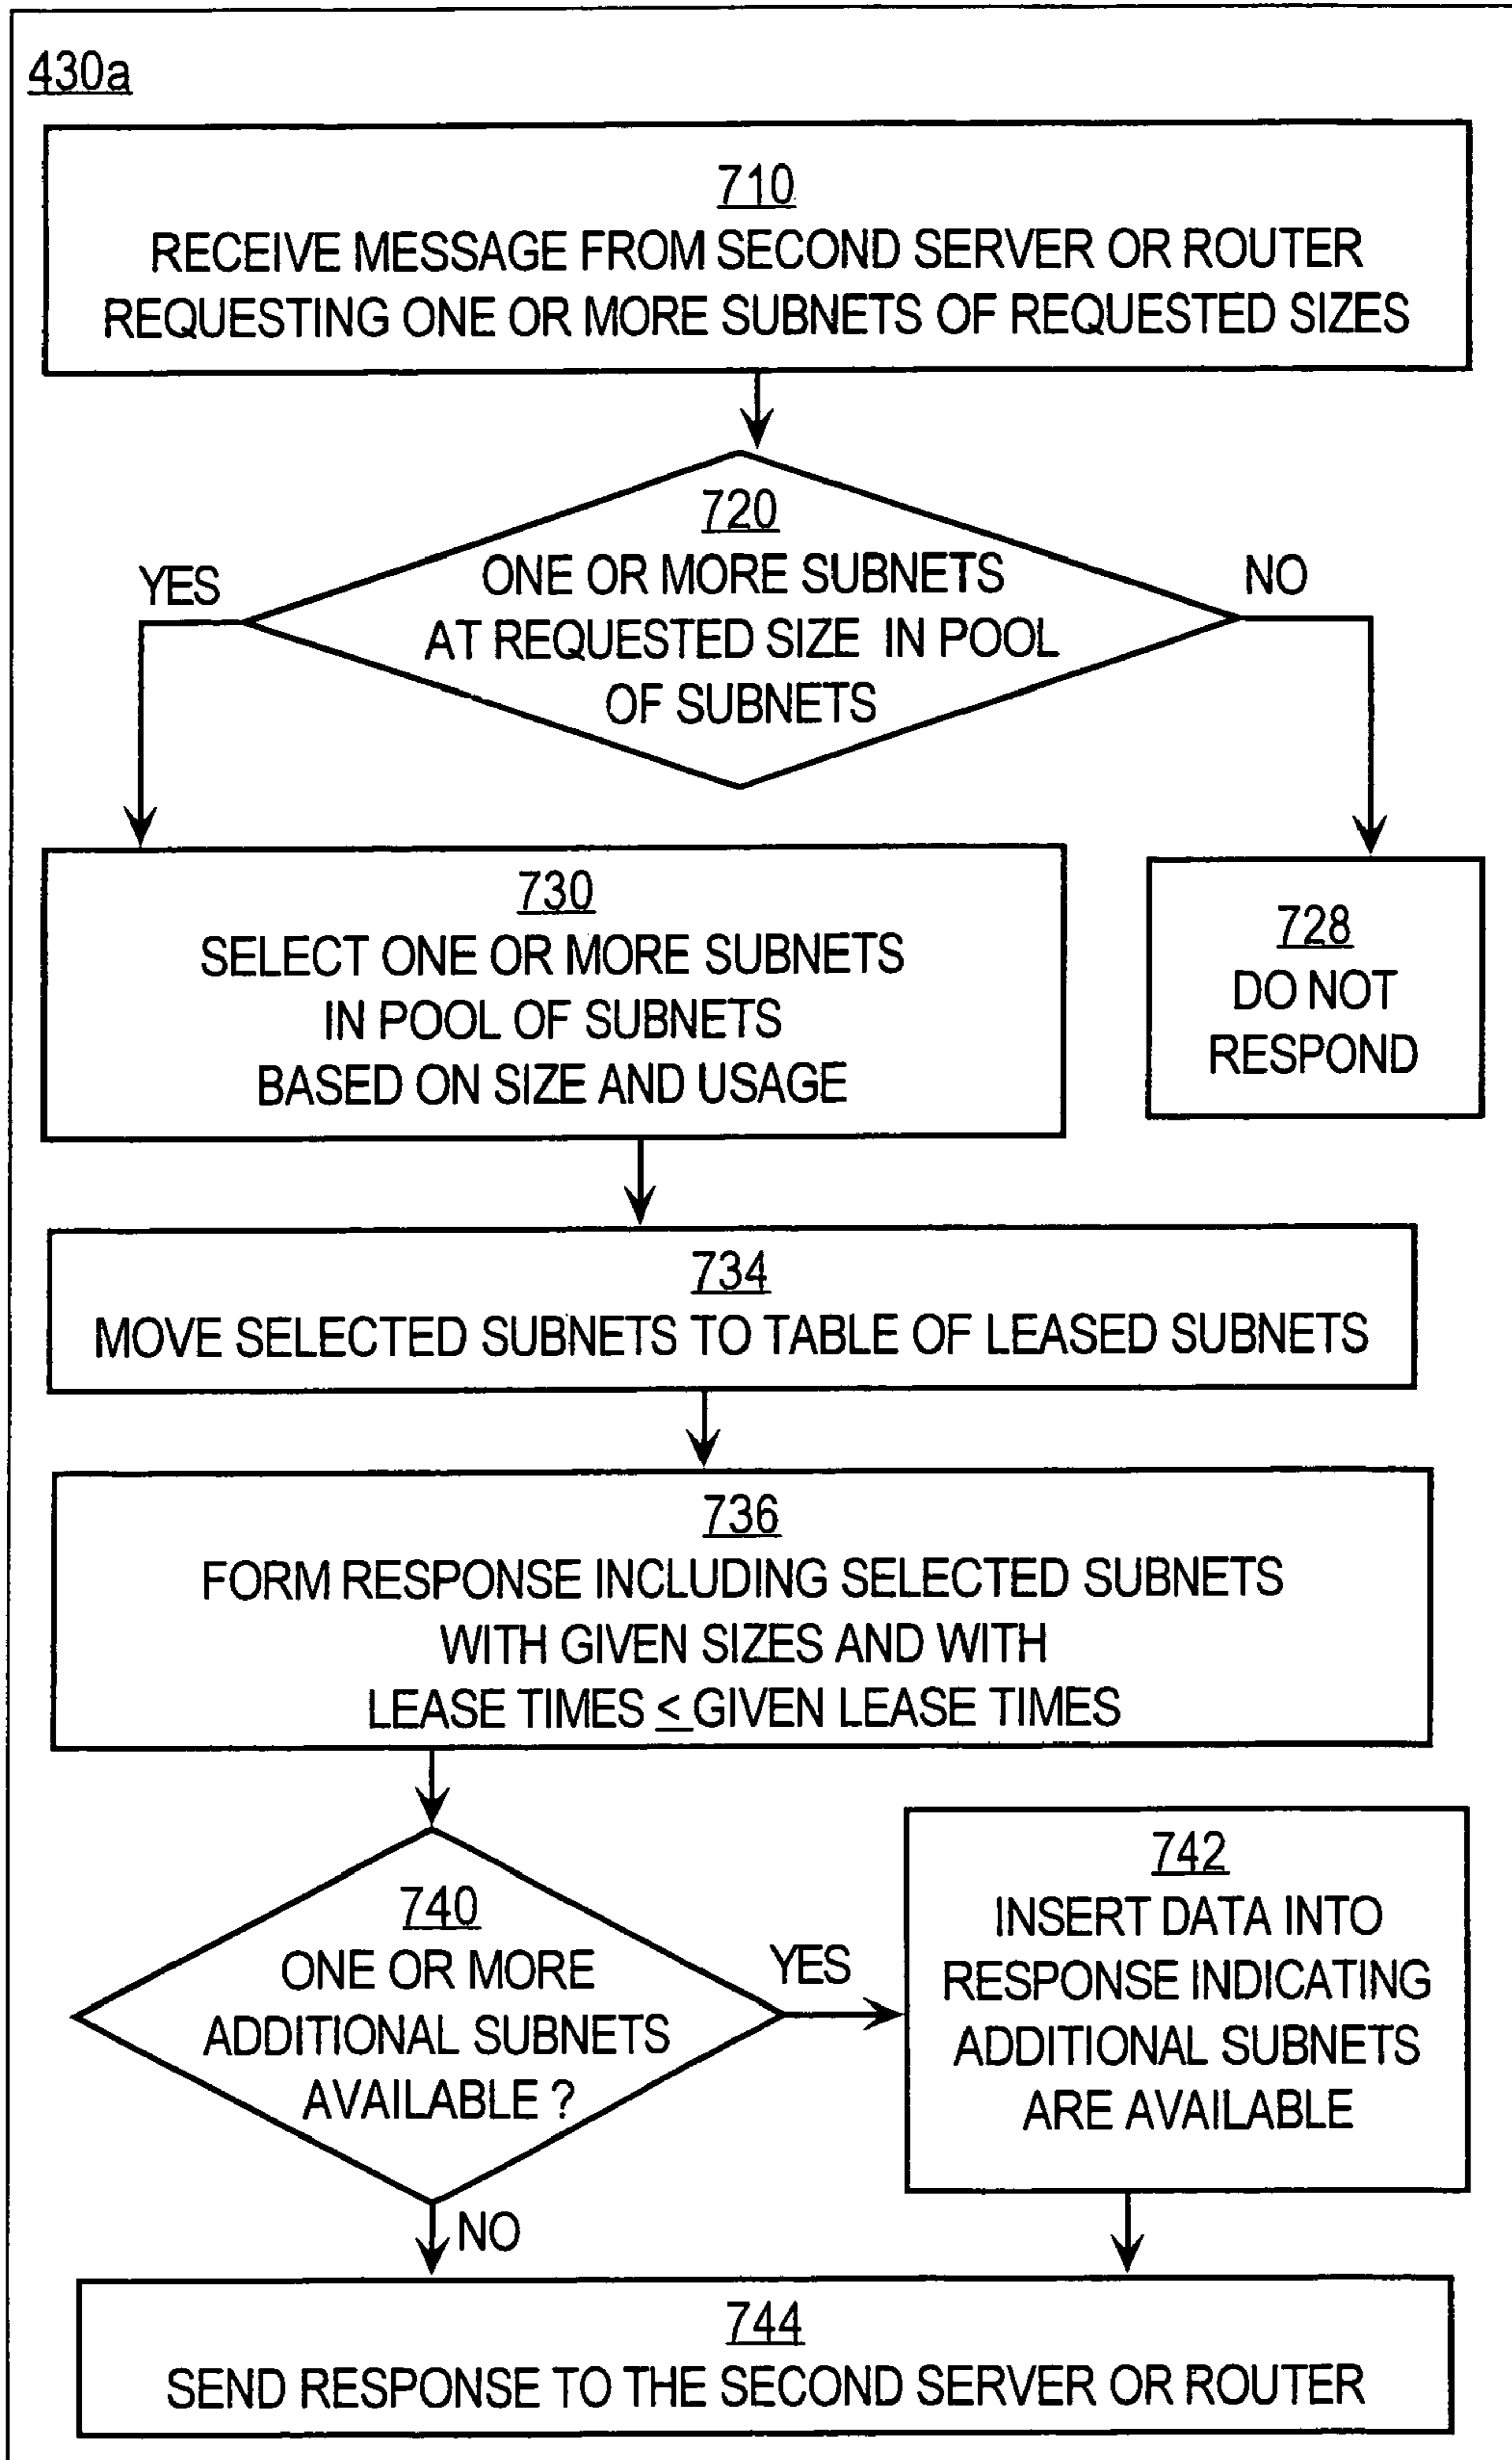 430a
710
RECEIVE MESSAGE FROM SECOND SERVER OR ROUTER
REQUESTING ONE OR MORE SUBNETS OF REQUESTED SIZES
720
ONE OR MORE SUBNETS
AT REQUESTED SIZE IN POOL
OF SUBNETS
YES
NO
730
SELECT ONE OR MORE SUBNETS
IN POOL OF SUBNETS
BASED ON SIZE AND USAGE
728
DO NOT
RESPOND
734
MOVE SELECTED SUBNETS TO TABLE OF LEASED SUBNETS
736
FORM RESPONSE INCLUDING SELECTED SUBNETS
WITH GIVEN SIZES AND WITH
LEASE TIMES ≤ GIVEN LEASE TIMES
740
ONE OR MORE
ADDITIONAL SUBNETS
AVAILABLE ?
YES
NO
742
INSERT DATA INTO
RESPONSE INDICATING
ADDITIONAL SUBNETS
ARE AVAILABLE
744
SEND RESPONSE TO THE SECOND SERVER OR ROUTER